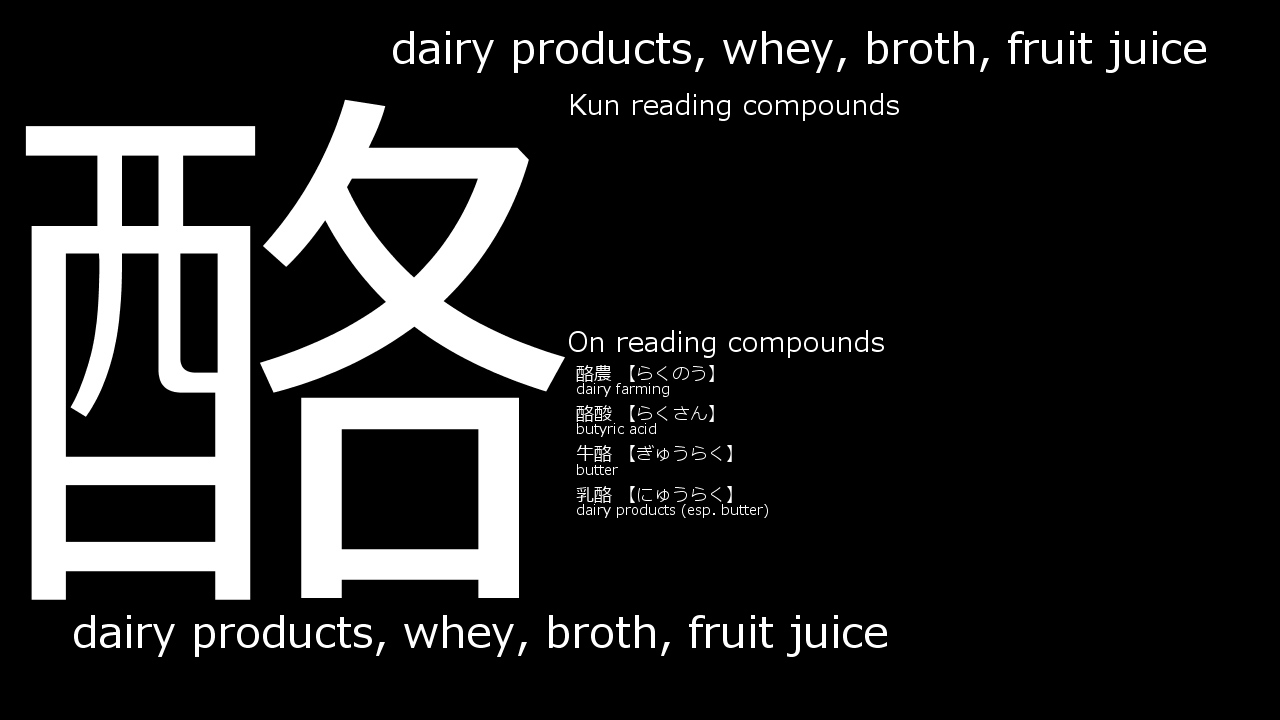 dairy products, whey, broth, fruit juice
酪
Kun reading compounds
On reading compounds
酪農 【らくのう】
dairy farming
酪酸 【らくさん】
butyric acid
牛酪 【ぎゅうらく】
butter
乳酪 【にゅうらく】
dairy products (esp. butter)
dairy products, whey, broth, fruit juice